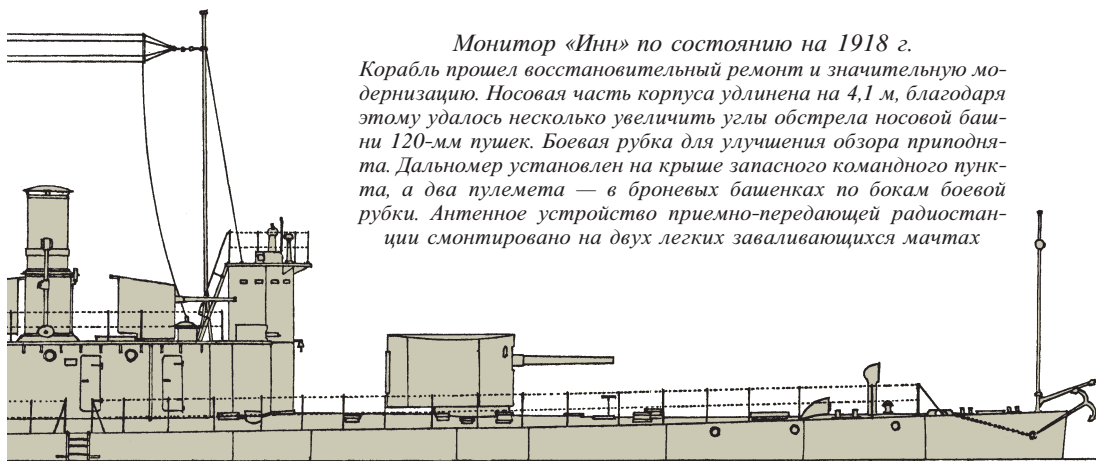 Монитор «Инн» по состоянию на 1918 г.
Корабль прошел восстановительный ремонт и значительную мо-
дернизацию. Носовая часть корпуса удлинена на 4,1 м, благодаря
этому удалось несколько увеличить углы обстрела носовой баш-
ни 120-мм пушек. Боевая рубка для улучшения обзора приподня-
та. Дальномер установлен на крыше запасного командного пунк-
та, а два пулемета — в броневых башенках по бокам боевой
рубки. Антенное устройство приемно-передающей радиостан-
ции смонтировано на двух легких заваливающихся мачтах